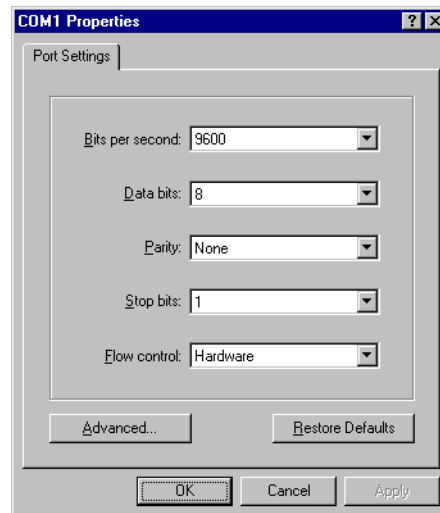 COM1 Properties
Port Settings
Bits per second: 9600
Data bits: 8
Parity: None
Stop bits: 1
Flow control: Hardware
Advanced... Restore Defaults
OK Cancel Apply